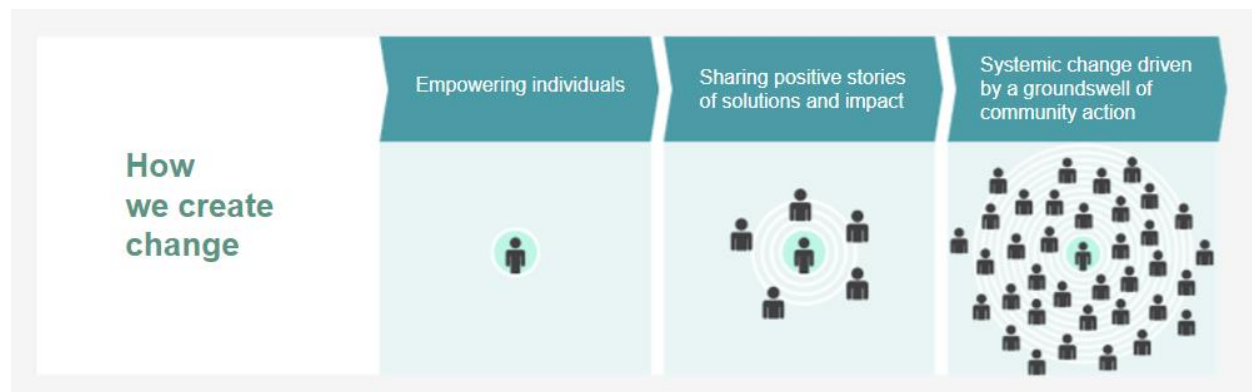 How
we create
change
Empowering individuals
Sharing positive stories
of solutions and impact
Systemic change driven
by a groundswell of
community action